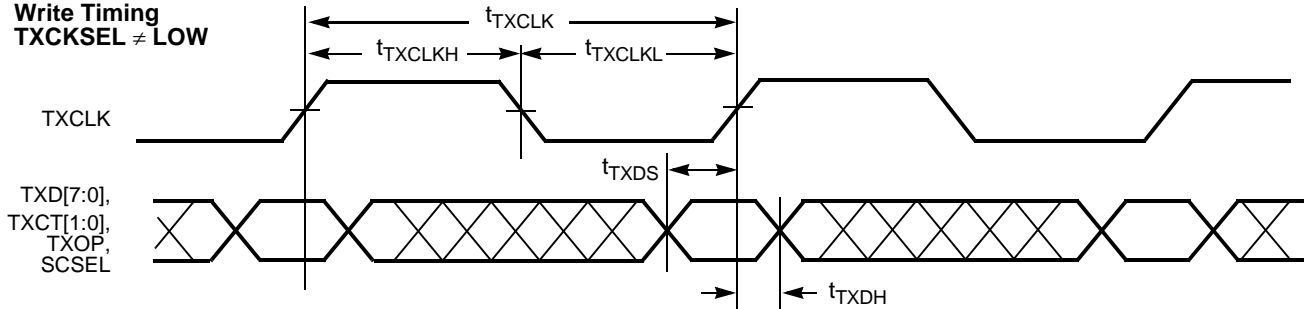 Write Timing
TXCKSEL ≠ LOW
tTXCLK
tTXCLKH
tTXCLKL
TXCLK
tTXDS
TXD[7:0],
TXCT[1:0],
TXOP,
SCSEL
tTXDH